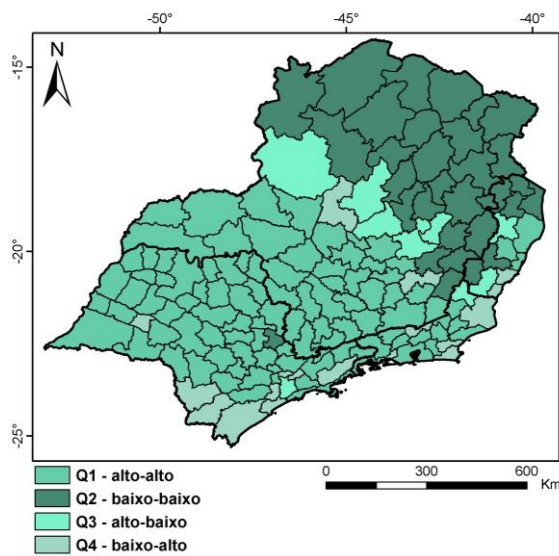 -50° -45° -40°
N
-15°
-20°
-25°
Q1 - alto-alto
Q2 - baixo-baixo
Q3 - alto-baixo
Q4 - baixo-alto
0 300 600
Km